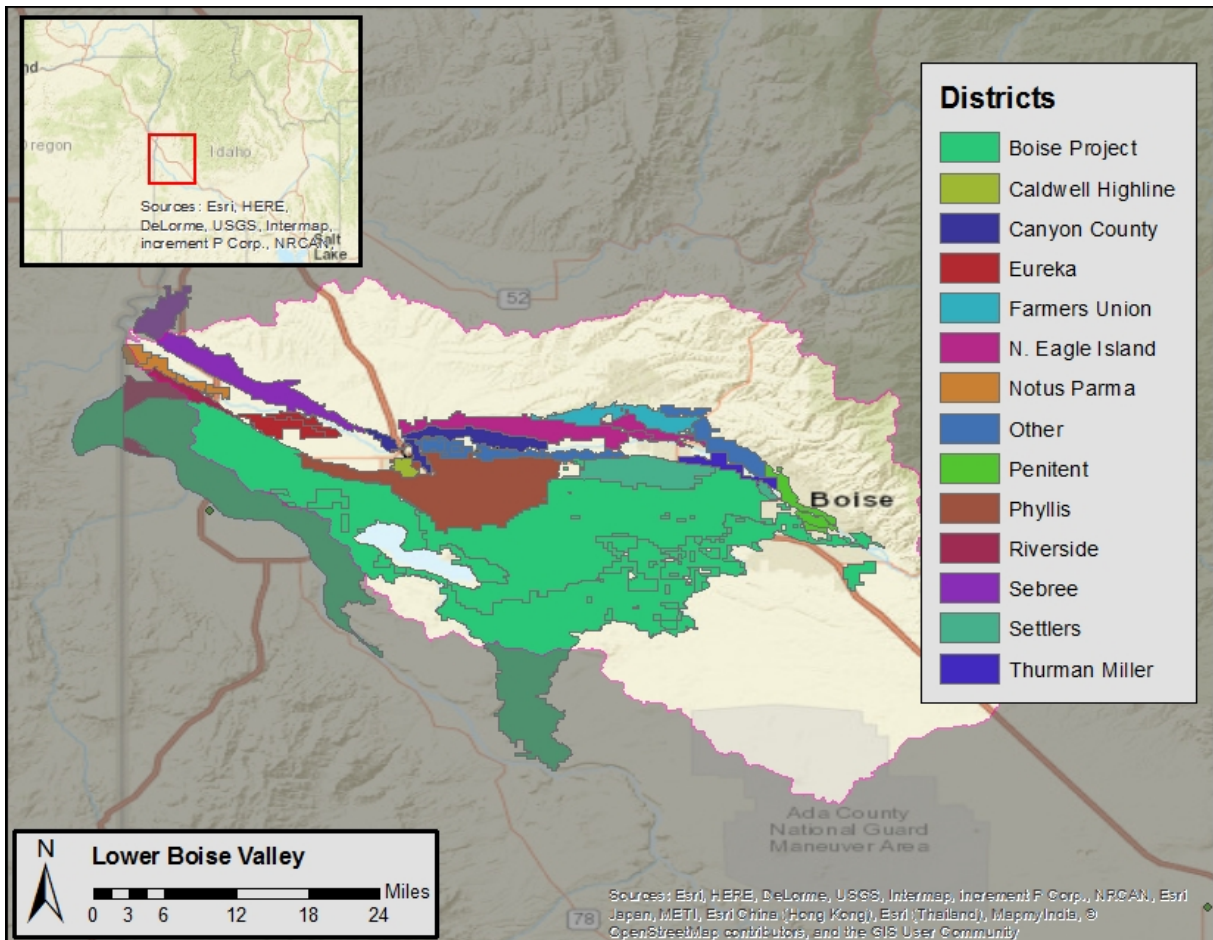 nd
regon
Idaho
Sources: Esri, HERE,
DeLorme, USGS, Intermap,
increment P Corp., NRCAN,
Salt
Lake
Districts
Boise Project
Caldwell Highline
Canyon County
Eureka
Farmers Union
N. Eagle Island
Notus Parma
Other
Penitent
Phyllis
Riverside
Sebree
Settlers
Thurman Miller
52
Boise
Ada County
National Guard
Maneuver Area
N
Lower Boise Valley
Miles
0 3 6 12 18 24
78
Sources: Esri, HERE, DeLorme, USGS, Intermap, increment P Corp., NRCAN, Esri
Japan, METI, Esri China (Hong Kong), Esri (Thailand), MapmyIndia, ©
OpenStreetMap contributors, and the GIS User Community